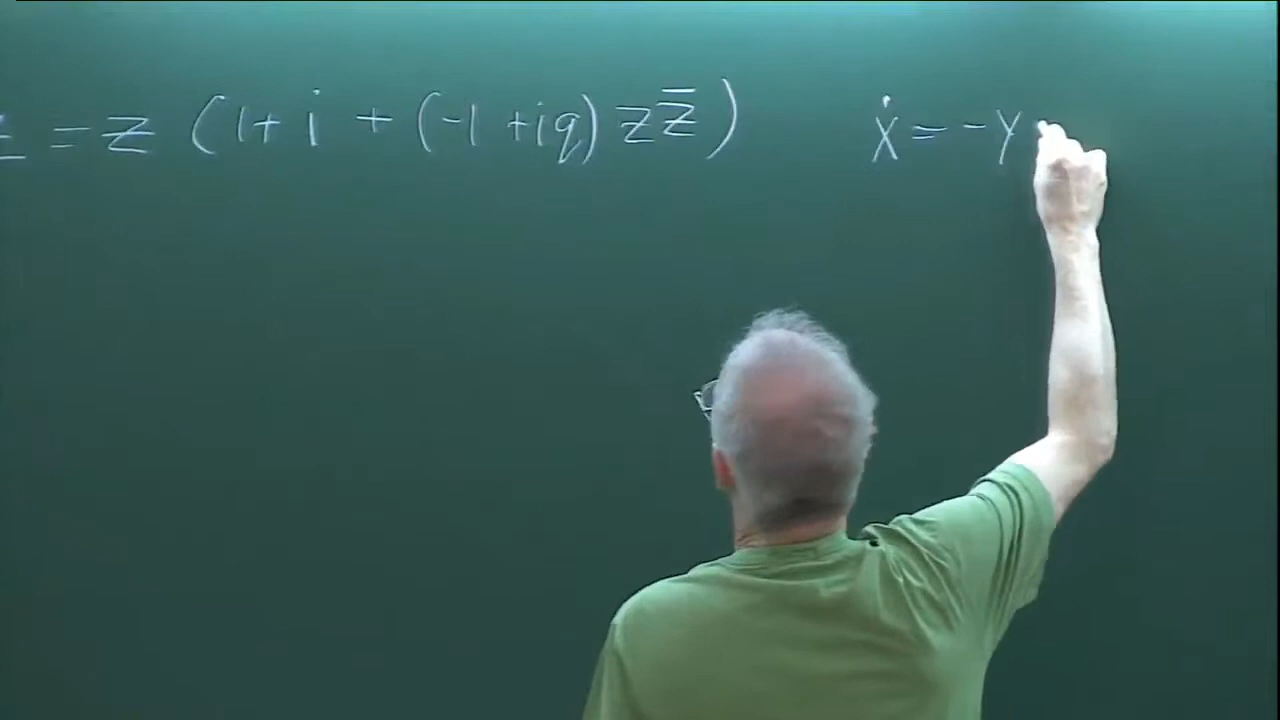 = z (1 + i + (-1 + iq) z z̄)
ẋ = -y